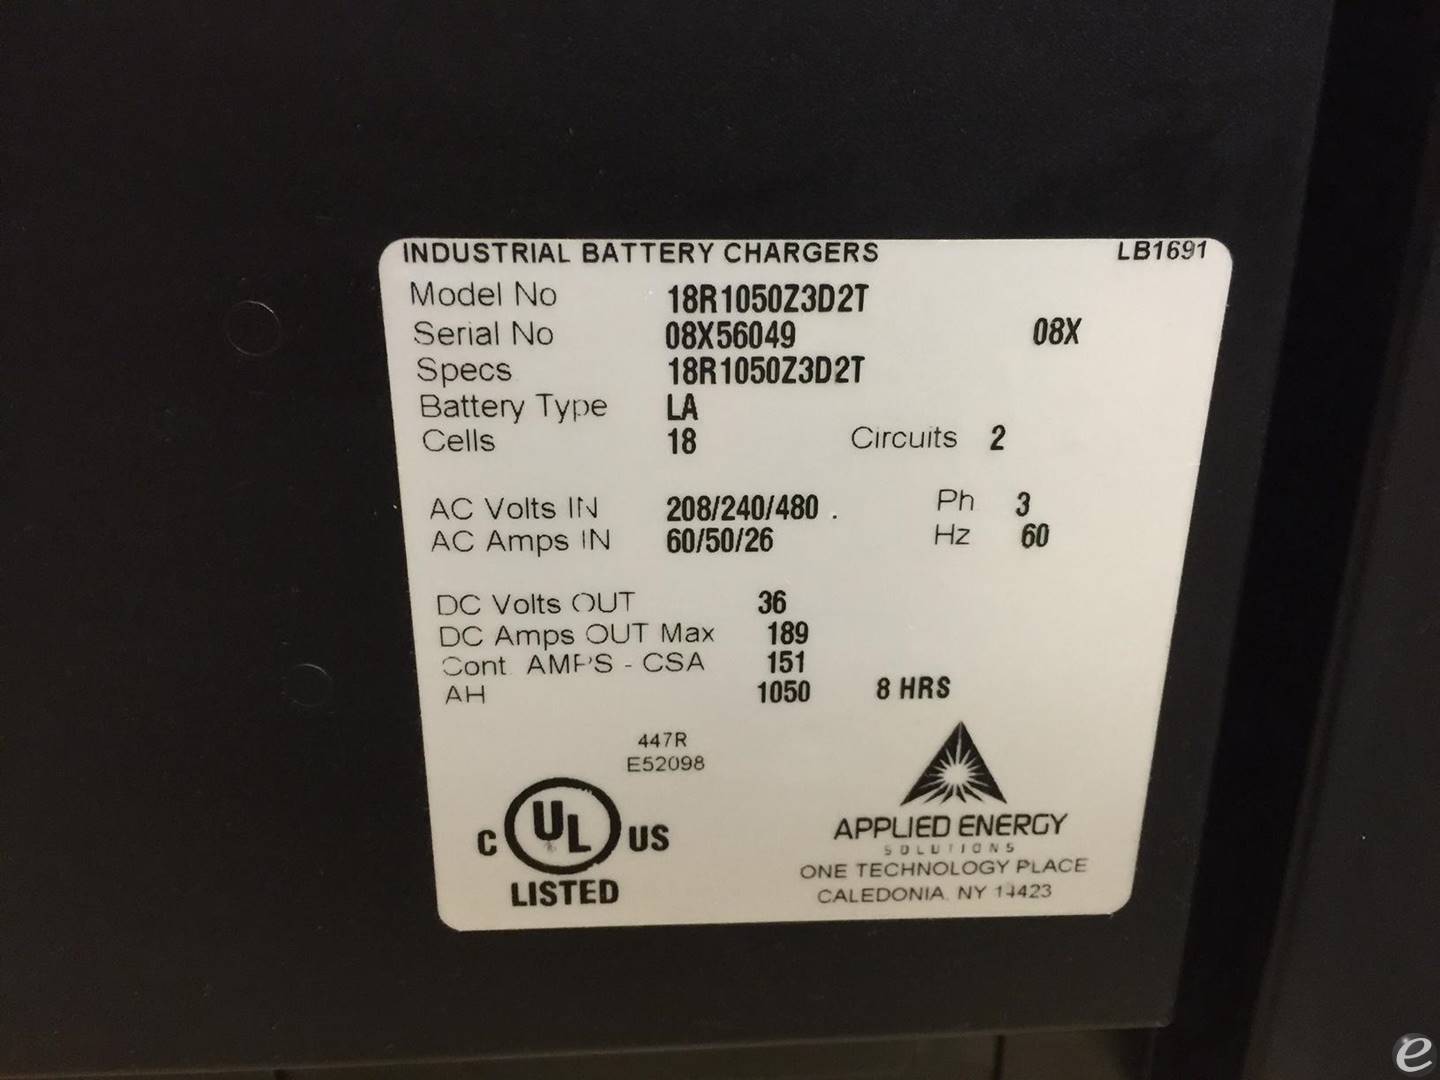 INDUSTRIAL BATTERY CHARGERS LB1691
Model No 18R1050Z3D2T
Serial No 08X56049 08X
Specs 18R1050Z3D2T
Battery Type LA
Cells 18 Circuits 2
AC Volts IN 208/240/480 . Ph 3
AC Amps IN 60/50/26 Hz 60
DC Volts OUT 36
DC Amps OUT Max 189
Cont. AMPS - CSA 151
AH 1050 8 HRS
447R
E52098
C UL US
LISTED
APPLIED ENERGY
SOLUTIONS
ONE TECHNOLOGY PLACE
CALEDONIA, NY 14423
e